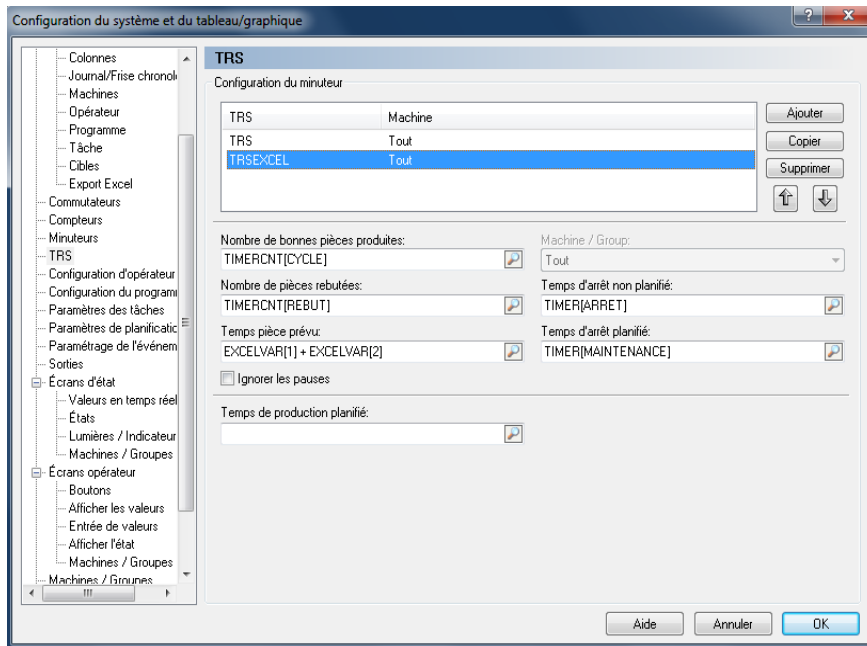 Configuration du système et du tableau/graphique
Colonnes
Journal/Frise chronol
Machines
Opérateur
Programme
Tâche
Cibles
Export Excel
Commutateurs
Compteurs
Minuteurs
TRS
Configuration d'opérateur
Configuration du program
Paramètres des tâches
Paramètres de planificatic
Paramétrage de l'événem
Sorties
Écrans d'état
Valeurs en temps réel
États
Lumières / Indicateur
Machines / Groupes
Écrans opérateur
Boutons
Afficher les valeurs
Entrée de valeurs
Afficher l'état
Machines / Groupes
Machines / Groupes
TRS
Configuration du minuteur
TRS Machine
TRS Tout
TRSEXCEL Tout
Ajouter
Copier
Supprimer
Nombre de bonnes pièces produites: Machine / Group:
TIMERCNT[CYCLE] Tout
Nombre de pièces rebutées: Temps d'arrêt non planifié:
TIMERCNT[REBUT] TIMER[ARRET]
Temps pièce prévu: Temps d'arrêt planifié:
EXCELVAR[1] + EXCELVAR[2] TIMER[MAINTENANCE]
Ignorer les pauses
Temps de production planifié:
Aide Annuler OK